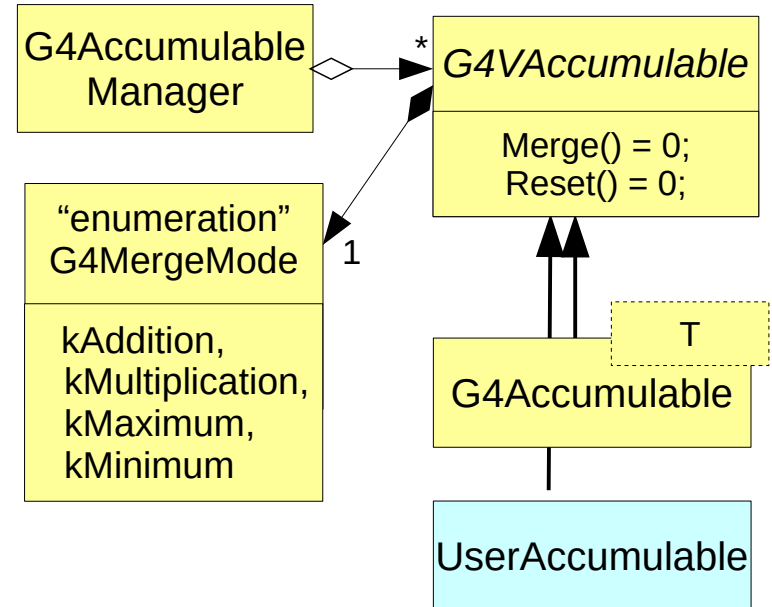 G4Accumulable
Manager
*
G4VAccumulable
Merge() = 0;
Reset() = 0;
“enumeration”
G4MergeMode
1
kAddition,
kMultiplication,
kMaximum,
kMinimum
T
G4Accumulable
UserAccumulable